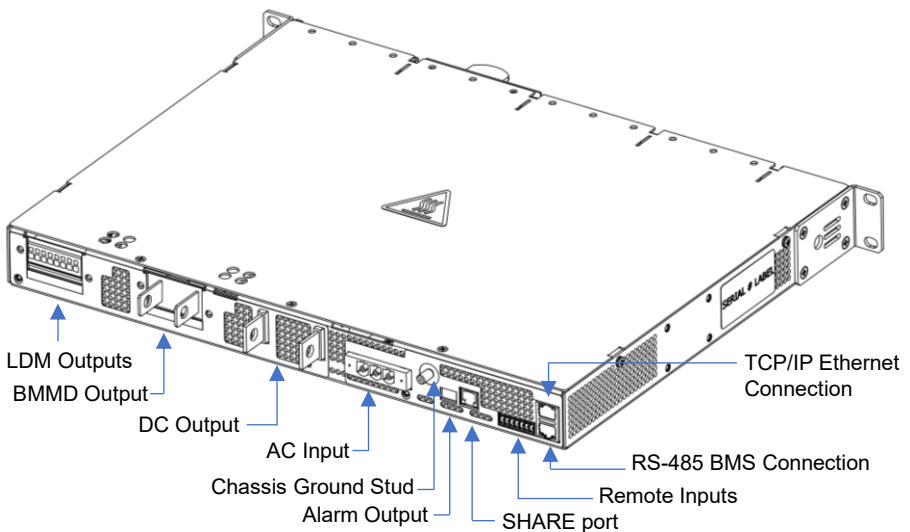 SERIAL # LABEL
LDM Outputs
BMMD Output
DC Output
AC Input
Chassis Ground Stud
Alarm Output
SHARE port
Remote Inputs
RS-485 BMS Connection
TCP/IP Ethernet
Connection